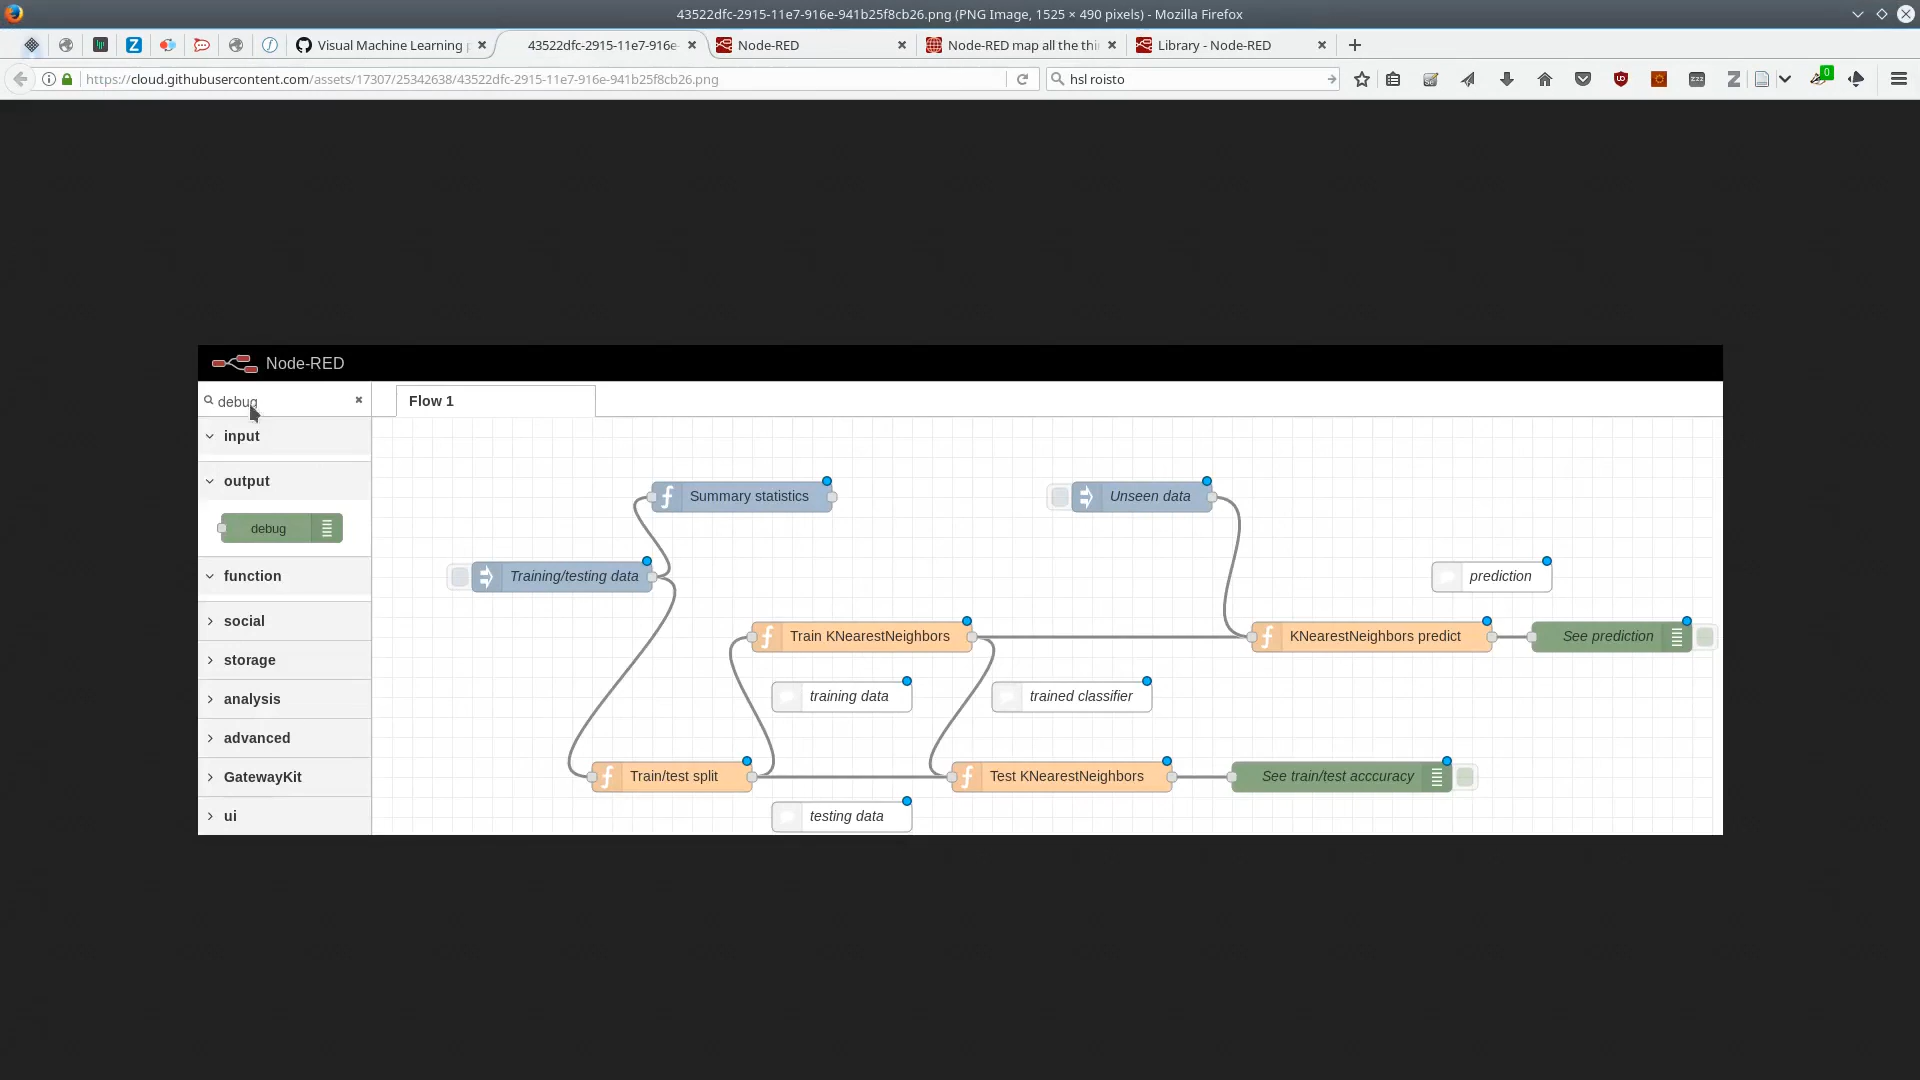 43522dfc-2915-11e7-916e-941b25f8cb26.png (PNG Image, 1525 × 490 pixels) - Mozilla Firefox
Visual Machine Learning
43522dfc-2915-11e7-916e
Node-RED
Node-RED map all the thi
Library - Node-RED
https://cloud.githubusercontent.com/assets/17307/25342638/43522dfc-2915-11e7-916e-941b25f8cb26.png
hsl roisto
0
Node-RED
debug
Flow 1
input
output
Summary statistics
Unseen data
debug
function
Training/testing data
prediction
social
Train KNearestNeighbors
KNearestNeighbors predict
See prediction
storage
analysis
training data
trained classifier
advanced
GatewayKit
Train/test split
Test KNearestNeighbors
See train/test acccuracy
ui
testing data